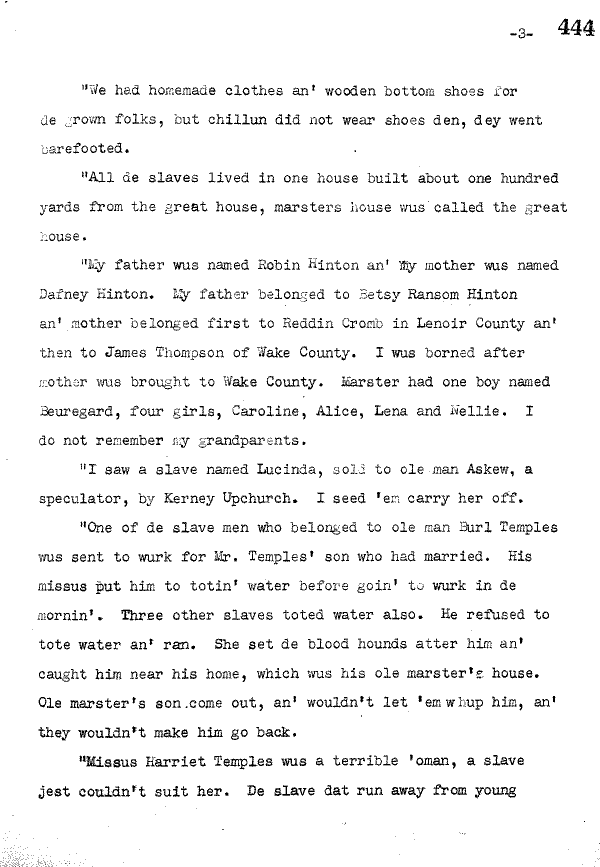 -3- 444
"We had homemade clothes an' wooden bottom shoes for
de grown folks, but chillun did not wear shoes den, dey went
barefooted.
"All de slaves lived in one house built about one hundred
yards from the great house, marsters house wus called the great
house.
"My father wus named Robin Hinton an' my mother wus named
Dafney Hinton. My father belonged to Betsy Ransom Hinton
an' mother belonged first to Reddin Cromb in Lenoir County an'
then to James Thompson of Wake County. I wus borned after
mother wus brought to Wake County. Marster had one boy named
Beuregard, four girls, Caroline, Alice, Lena and Nellie. I
do not remember my grandparents.
"I saw a slave named Lucinda, sold to ole man Askew, a
speculator, by Kerney Upchurch. I seed 'em carry her off.
"One of de slave men who belonged to ole man Burl Temples
wus sent to wurk for Mr. Temples' son who had married. His
missus put him to totin' water before goin' to wurk in de
mornin'. Three other slaves toted water also. He refused to
tote water an' ran. She set de blood hounds atter him an'
caught him near his home, which wus his ole marster's house.
Ole marster's son come out, an' wouldn't let 'em whup him, an'
they wouldn't make him go back.
"Missus Harriet Temples wus a terrible 'oman, a slave
jest couldn't suit her. De slave dat run away from young